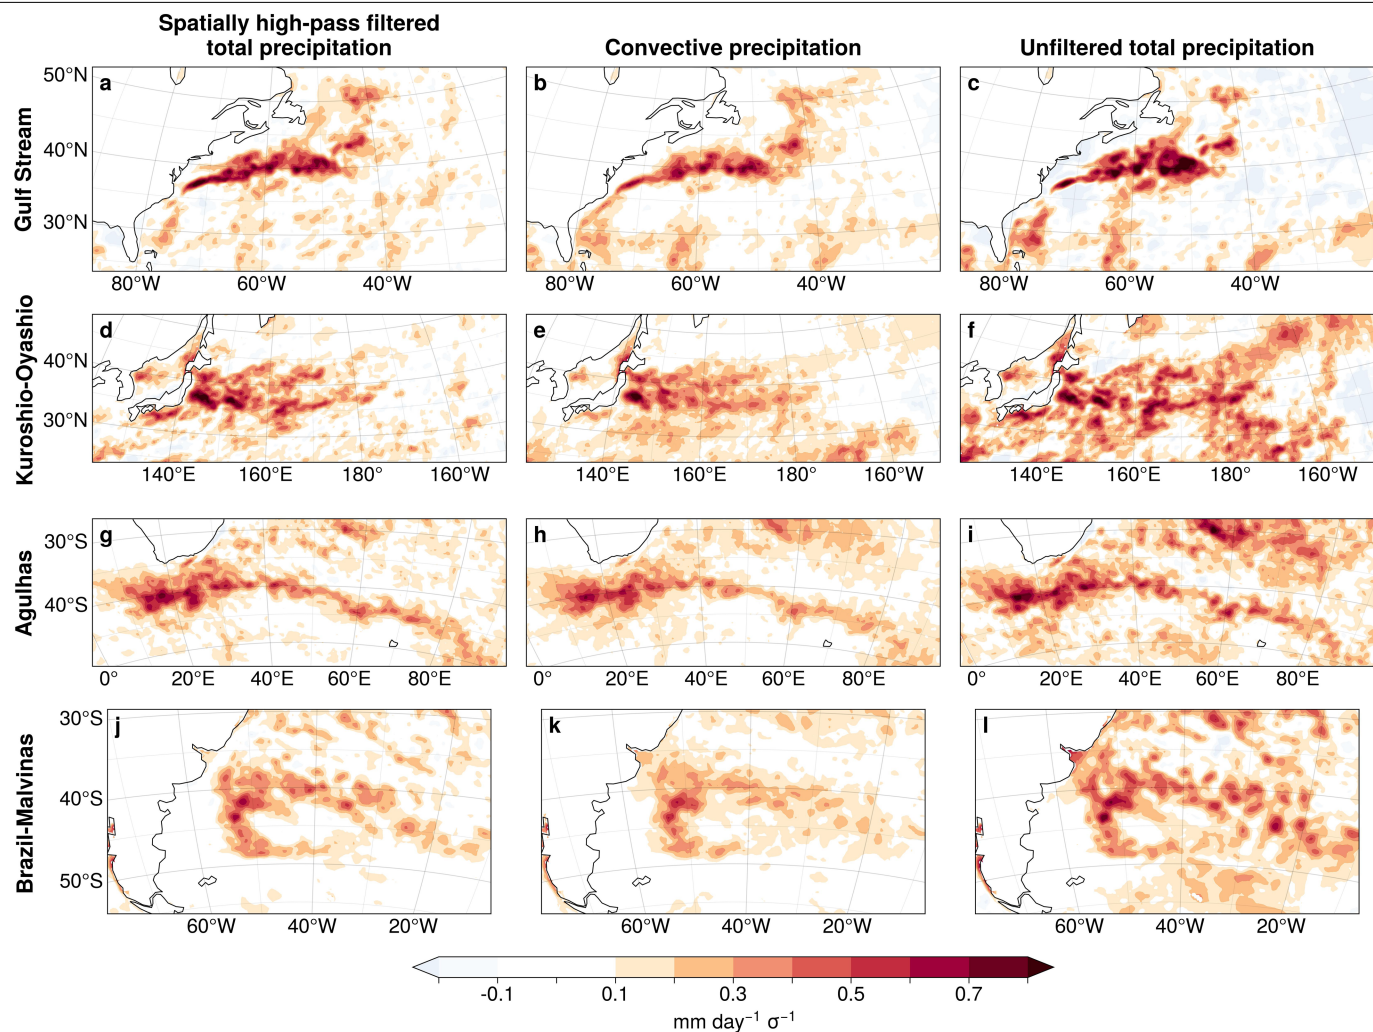 Spatially high-pass filtered
total precipitation
Convective precipitation
Unfiltered total precipitation
Gulf Stream
50°N
40°N
30°N
a
b
c
80°W 60°W 40°W
80°W 60°W 40°W
80°W 60°W 40°W
Kuroshio-Oyashio
40°N
30°N
d
e
f
140°E 160°E 180° 160°W
140°E 160°E 180° 160°W
140°E 160°E 180° 160°W
Agulhas
30°S
40°S
g
h
i
0° 20°E 40°E 60°E 80°E
0° 20°E 40°E 60°E 80°E
0° 20°E 40°E 60°E 80°E
Brazil-Malvinas
30°S
40°S
50°S
j
k
l
60°W 40°W 20°W
60°W 40°W 20°W
60°W 40°W 20°W
-0.1 0.1 0.3 0.5 0.7
mm day⁻¹ σ⁻¹